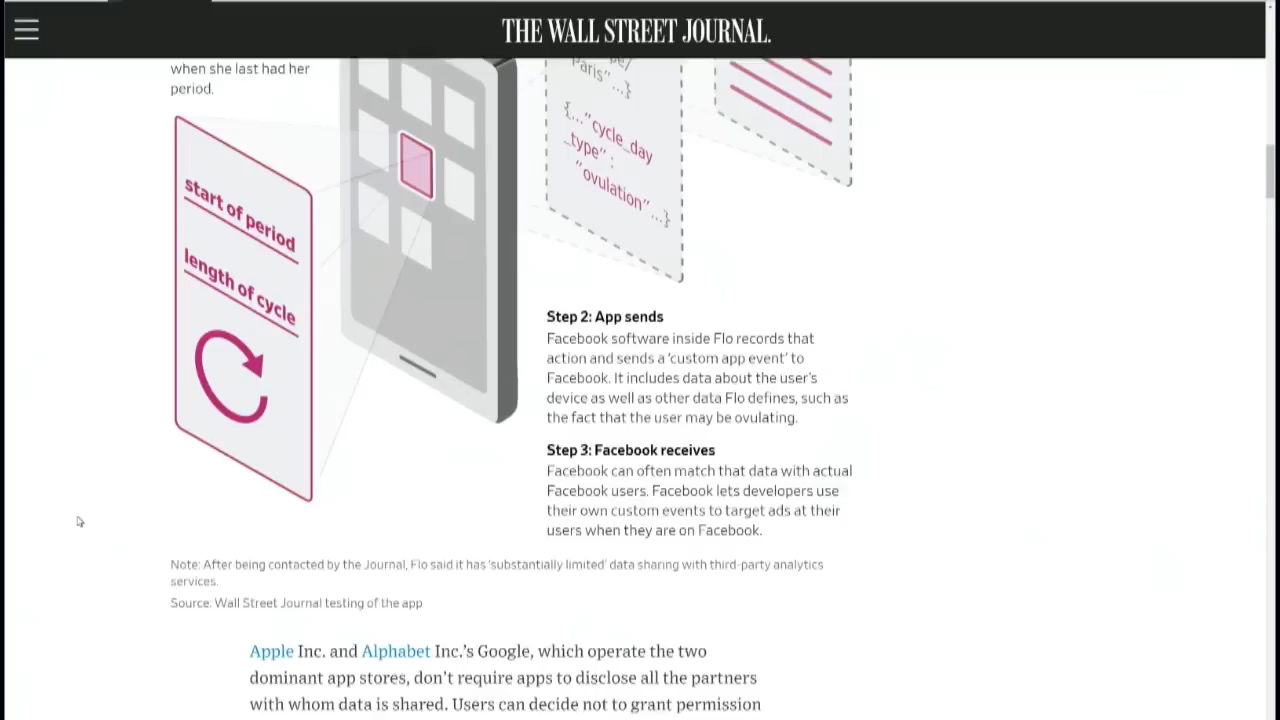 THE WALL STREET JOURNAL.
when she last had her
period.
Paris" ...}
{..."cycle_day
_type" :
"ovulation" ...}
start of period
length of cycle
Step 2: App sends
Facebook software inside Flo records that
action and sends a 'custom app event' to
Facebook. It includes data about the user's
device as well as other data Flo defines, such as
the fact that the user may be ovulating.
Step 3: Facebook receives
Facebook can often match that data with actual
Facebook users. Facebook lets developers use
their own custom events to target ads at their
users when they are on Facebook.
Note: After being contacted by the Journal, Flo said it has 'substantially limited' data sharing with third-party analytics
services.
Source: Wall Street Journal testing of the app
Apple Inc. and Alphabet Inc.'s Google, which operate the two
dominant app stores, don't require apps to disclose all the partners
with whom data is shared. Users can decide not to grant permission